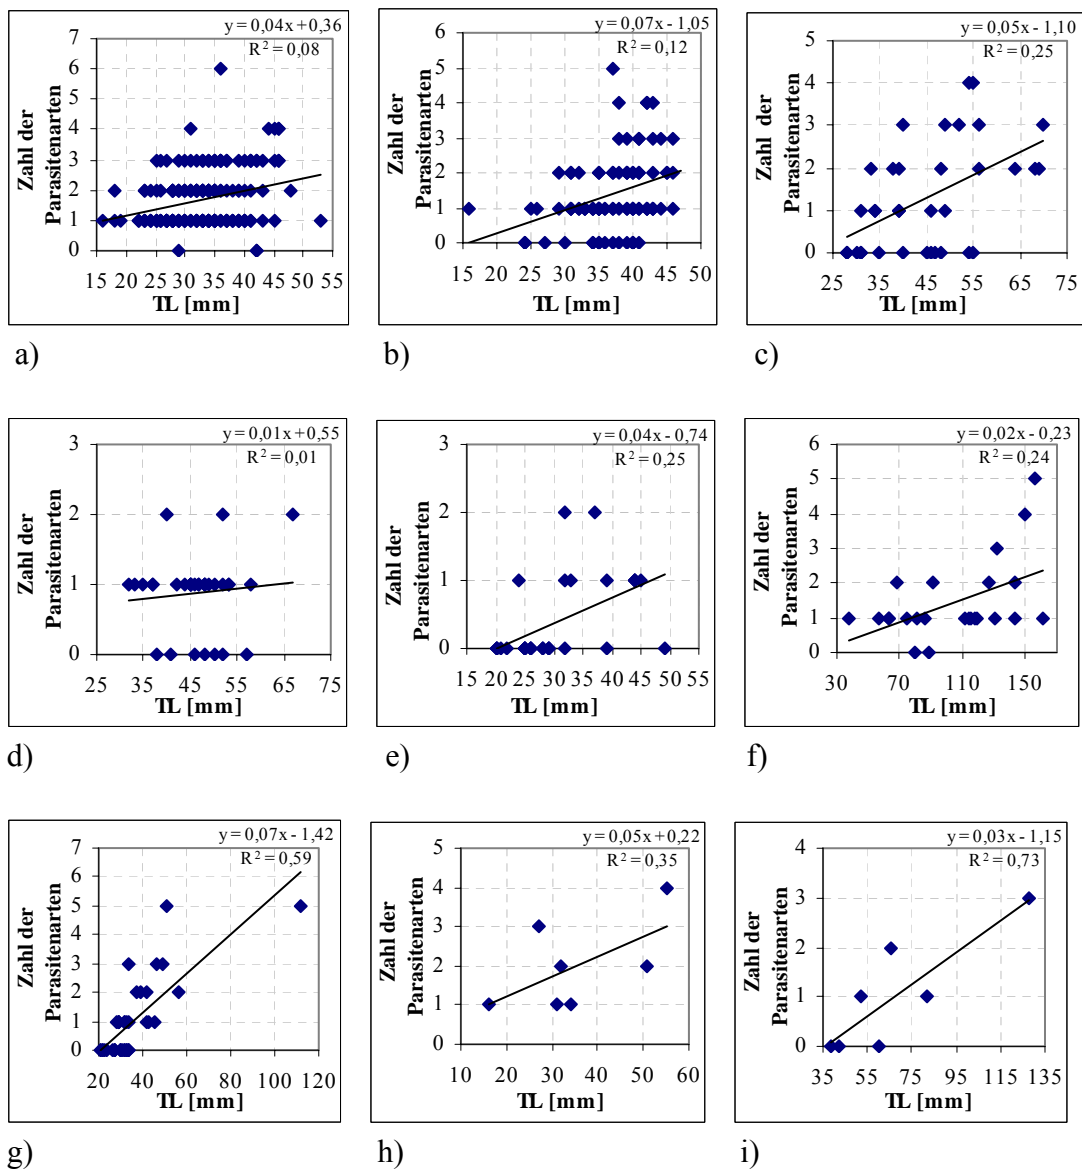 y = 0,04x + 0,36
R² = 0,08
7
6
5
4
3
2
1
0
Zahl der
Parasitenarten
15 20 25 30 35 40 45 50 55
TL [mm]
a)
y = 0,07x - 1,05
R² = 0,12
6
5
4
3
2
1
0
Zahl der
Parasitenarten
15 20 25 30 35 40 45 50
TL [mm]
b)
y = 0,05x - 1,10
R² = 0,25
5
4
3
2
1
0
Zahl der
Parasitenarten
25 35 45 55 65 75
TL [mm]
c)
y = 0,01x + 0,55
R² = 0,01
3
2
1
0
Zahl der
Parasitenarten
25 35 45 55 65 75
TL [mm]
d)
y = 0,04x - 0,74
R² = 0,25
3
2
1
0
Zahl der
Parasitenarten
15 20 25 30 35 40 45 50 55
TL [mm]
e)
y = 0,02x - 0,23
R² = 0,24
6
5
4
3
2
1
0
Zahl der
Parasitenarten
30 70 110 150
TL [mm]
f)
y = 0,07x - 1,42
R² = 0,59
7
6
5
4
3
2
1
0
Zahl der
Parasitenarten
20 40 60 80 100 120
TL [mm]
g)
y = 0,05x + 0,22
R² = 0,35
5
4
3
2
1
0
Zahl der
Parasitenarten
10 20 30 40 50 60
TL [mm]
h)
y = 0,03x - 1,15
R² = 0,73
4
3
2
1
0
Zahl der
Parasitenarten
35 55 75 95 115 135
TL [mm]
i)